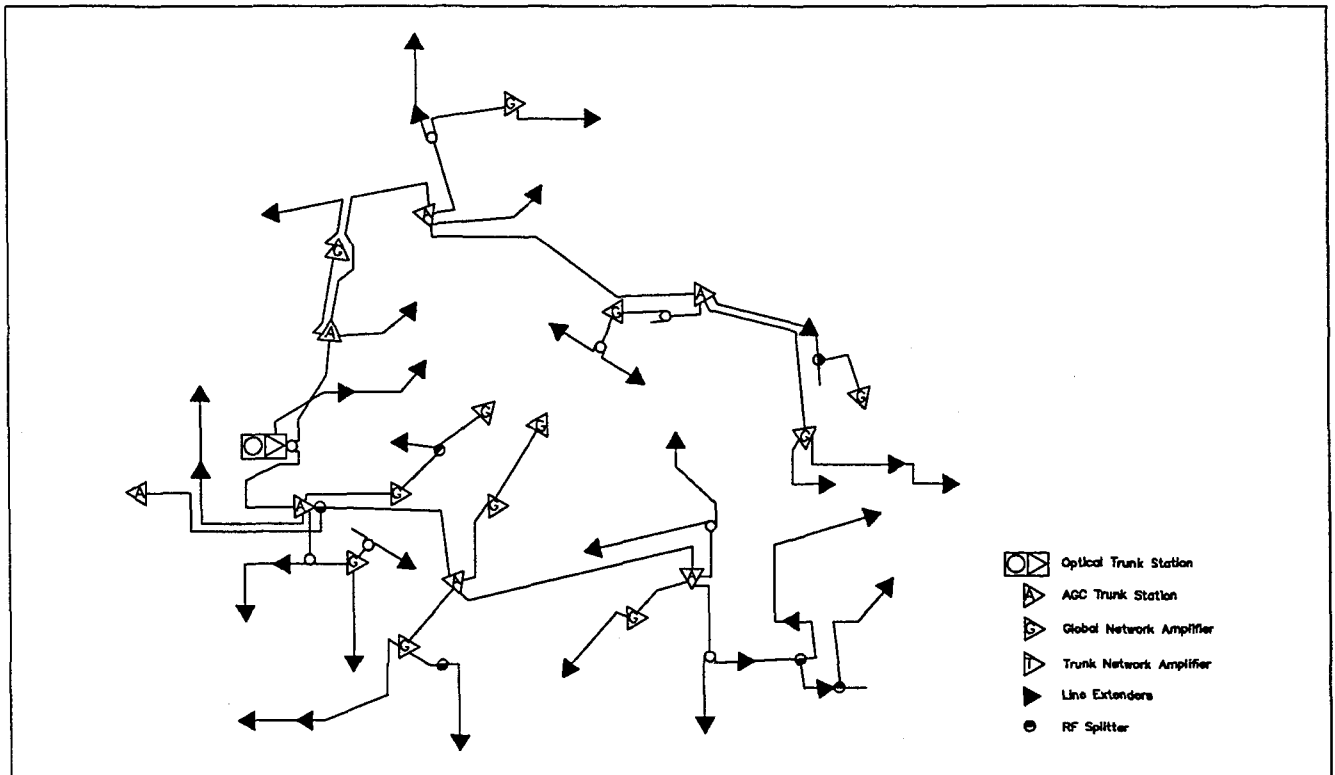 G
A
G
A
G
A
G
G
G
G
A
G
G
A
G
A
A
G
G
Optical Trunk Station
A AGC Trunk Station
G Global Network Amplifier
T Trunk Network Amplifier
Line Extenders
RF Splitter